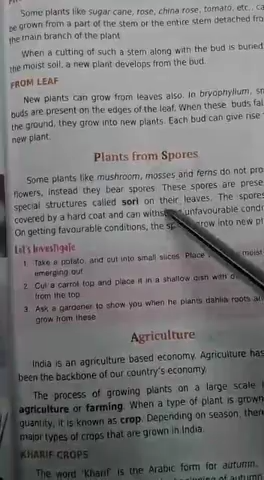 Some plants like sugar cane, rose, china rose, tomato, etc., ca
be grown from a part of the stem or the entire stem detached fro
the main branch of the plant.
When a cutting of such a stem along with the bud is buried
the moist soil, a new plant develops from the bud.
FROM LEAF
New plants can grow from leaves also. In bryophyllum, sm
buds are present on the edges of the leaf. When these buds fal
the ground, they grow into new plants. Each bud can give rise
new plant.
Plants from Spores
Some plants like mushroom, mosses and ferns do not pro
flowers, instead they bear spores. These spores are prese
special structures called sori on their leaves. The spores
covered by a hard coat and can withs unfavourable condi
On getting favourable conditions, the sp grow into new pl
Let's Investigate
1 Take a potato, and cut into small slices. Place moist
emerging out
2 Cut a carrot top and place it in a shallow dish with
from the top
3 Ask a gardener to show you when he plants dahlia roots an
grow from these.
Agriculture
India is an agriculture based economy. Agriculture has
been the backbone of our country's economy.
The process of growing plants on a large scale
agriculture or farming. When a type of plant is grown
quantity, it is known as crop. Depending on season, ther
major types of crops that are grown in India.
KHARIF CROPS
The word 'Kharif' is the Arabic form for autumn.
beginning of autumn